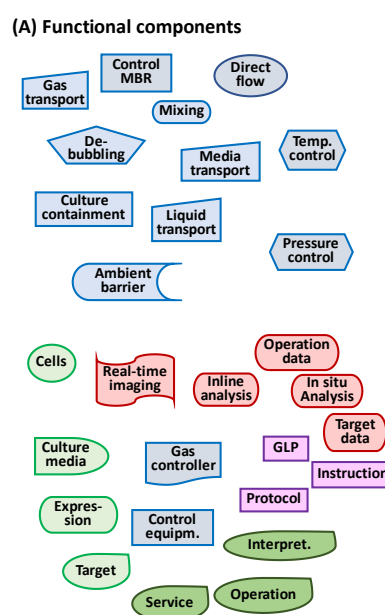 (A) Functional components
Control
MBR
Direct
flow
Gas
transport
Mixing
De-
bubbling
Media
transport
Temp.
control
Culture
containment
Liquid
transport
Pressure
control
Ambient
barrier
Operation
data
Cells
Real-time
imaging
Inline
analysis
In situ
Analysis
Target
data
Culture
media
Gas
controller
GLP
Instruction
Protocol
Expres-
sion
Control
equipm.
Interpret.
Target
Service
Operation